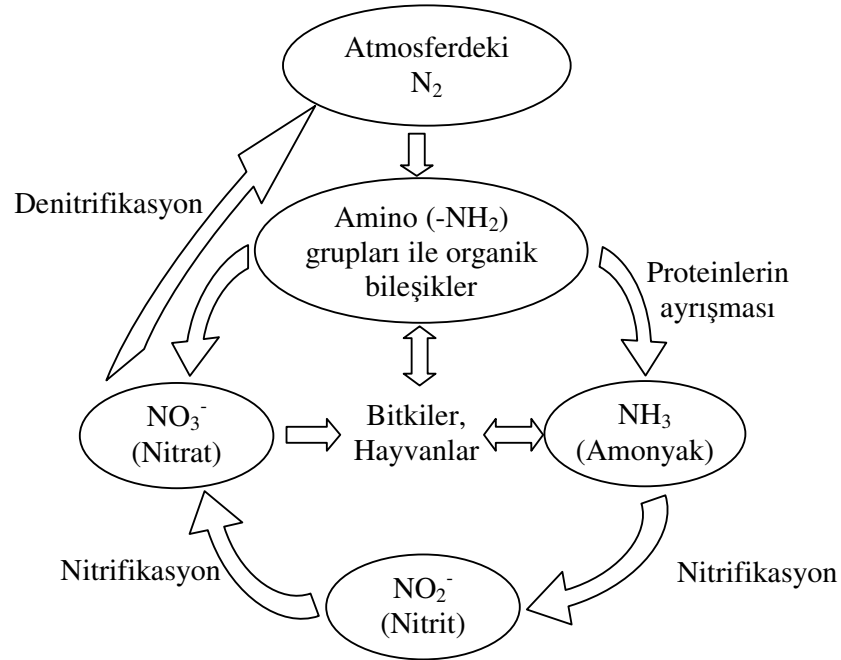 Atmosferdeki
N₂
Denitrifikasyon
Amino (-NH₂)
grupları ile organik
bileşikler
Proteinlerin
ayrışması
NO₃⁻
(Nitrat)
Bitkiler,
Hayvanlar
NH₃
(Amonyak)
Nitrifikasyon
NO₂⁻
(Nitrit)
Nitrifikasyon